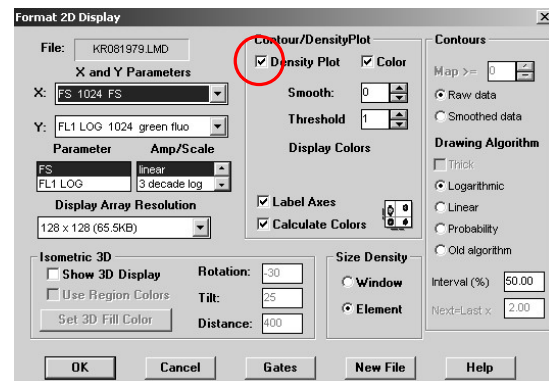 Format 2D Display
File: KR081979.LMD
X and Y Parameters
X: FS 1024 FS
Y: FL1 LOG 1024 green fluo
Parameter Amp/Scale
FS linear
FL1 LOG 3 decade log
Display Array Resolution
128 x 128 (65.5KB)
Contour/DensityPlot
Density Plot Color
Smooth: 0
Threshold 1
Display Colors
Label Axes
Calculate Colors
Contours
Map >= 0
Raw data
Smoothed data
Drawing Algorithm
Thick
Logarithmic
Linear
Probability
Old algorithm
Interval (%) 50.00
Next=Last x 2.00
Isometric 3D
Show 3D Display Rotation: -30
Use Region Colors Tilt: 25
Set 3D Fill Color Distance: 400
Size Density
Window
Element
OK Cancel Gates New File Help